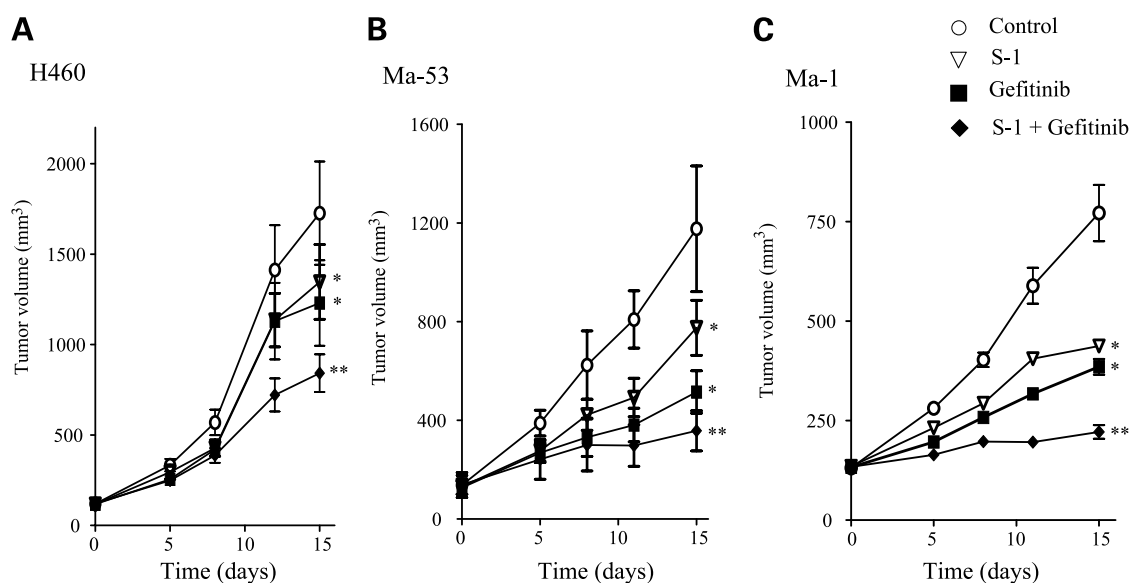 A
H460
Tumor volume (mm³)
2000
1500
1000
500
0
0
5
10
15
Time (days)
*
*
**
B
Ma-53
Tumor volume (mm³)
1600
1200
800
400
0
0
5
10
15
Time (days)
*
*
**
C
Ma-1
Control
S-1
Gefitinib
S-1 + Gefitinib
Tumor volume (mm³)
1000
750
500
250
0
0
5
10
15
Time (days)
*
*
**